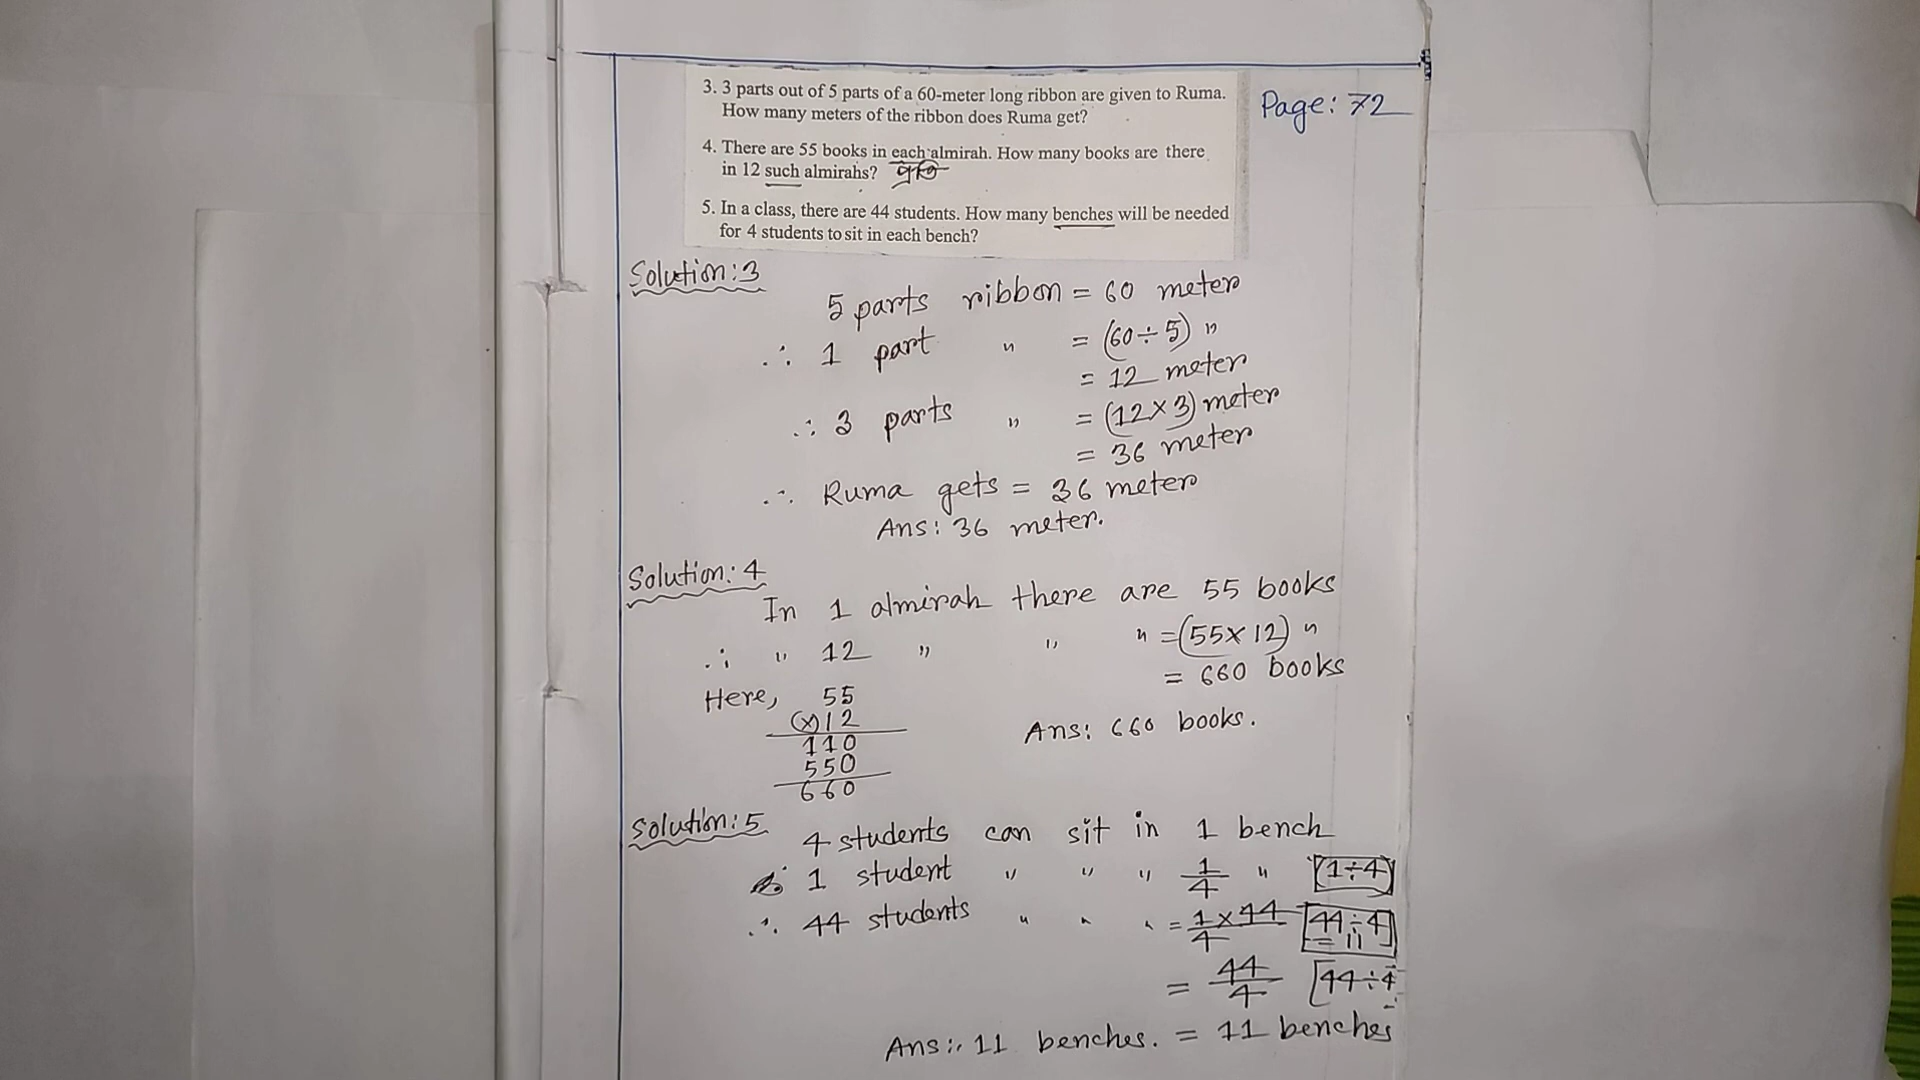 3. 3 parts out of 5 parts of a 60-meter long ribbon are given to Ruma.
How many meters of the ribbon does Ruma get?
Page: 72
4. There are 55 books in each almirah. How many books are there
in 12 such almirahs? প্রতি
5. In a class, there are 44 students. How many benches will be needed
for 4 students to sit in each bench?
Solution: 3
5 parts ribbon = 60 meter
∴ 1 part " = (60÷5) "
= 12 meter
∴ 3 parts " = (12×3) meter
= 36 meter
∴ Ruma gets = 36 meter
Ans: 36 meter.
Solution: 4
In 1 almirah there are 55 books
∴ " 12 " " " = (55×12) "
= 660 books
Here, 55
(×)12
110
550
660
Ans: 660 books.
Solution: 5
4 students can sit in 1 bench
1 student " " " 1/4 " [1÷4]
∴ 44 students " " " = 1×44/4 [44÷4
= 11]
= 44/4 [44÷4
Ans: 11 benches. = 11 benches